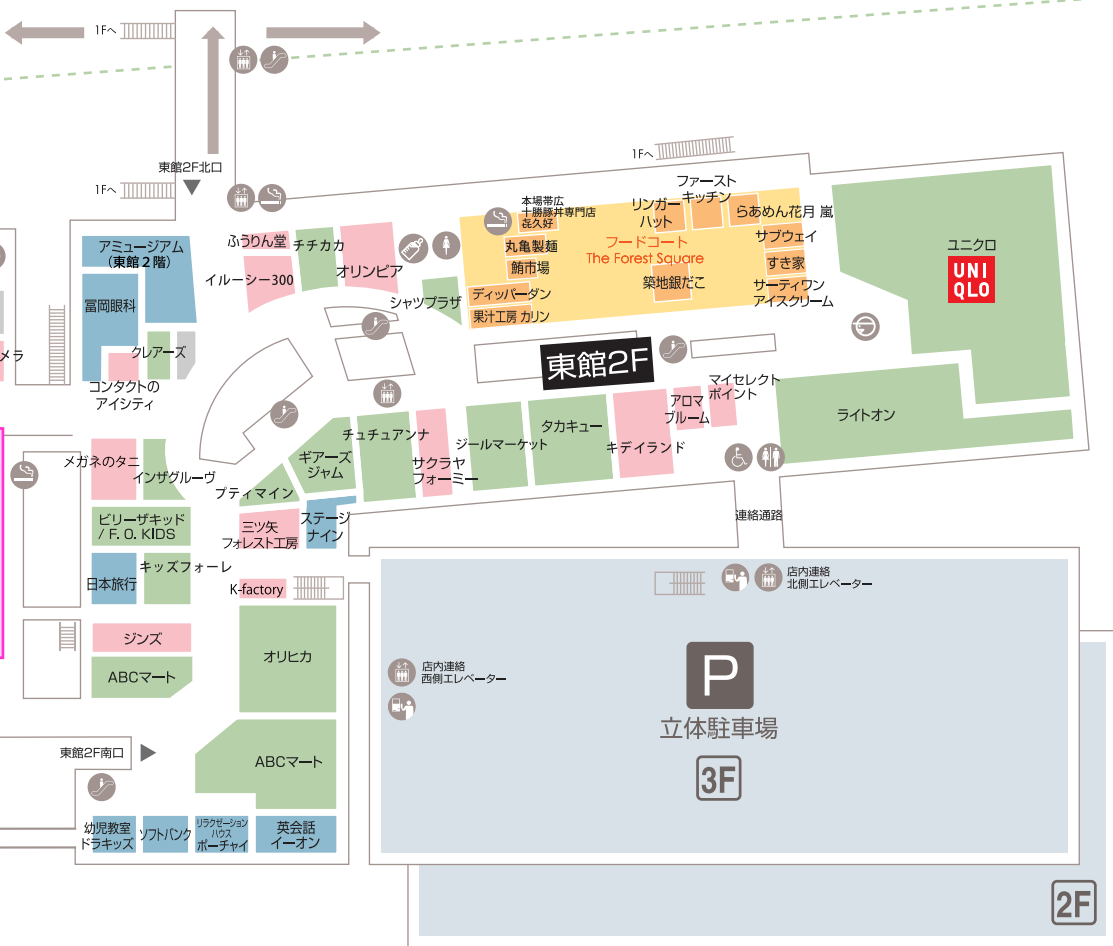 1Fへ
東館2F北口
1Fへ
1Fへ
本場帯広
十勝豚丼専門店
㐂久好
リンガー
ハット
ファースト
キッチン
らあめん花月 嵐
アミュージアム
(東館2階)
ふうりん堂
チチカカ
オリンピア
イルーシー300
丸亀製麺
鮪市場
フードコート
The Forest Square
サブウェイ
すき家
築地銀だこ
サーティワン
アイスクリーム
ディッパーダン
果汁工房 カリン
シャツプラザ
ユニクロ
UNI
QLO
冨岡眼科
メラ
クレアーズ
コンタクトの
アイシティ
東館2F
マイセレクト
ポイント
アロマ
ブルーム
ライトオン
キデイランド
タカキュー
ジールマーケット
チュチュアンナ
サクラヤ
フォーミー
ギアーズ
ジャム
メガネのタニ
インザグルーヴ
プティマイン
ビリーザキッド
/ F. O. KIDS
三ツ矢
フォレスト工房
ステージ
ナイン
連絡通路
日本旅行
キッズフォーレ
K-factory
店内連絡
北側エレベーター
ジンズ
オリヒカ
ABCマート
店内連絡
西側エレベーター
P
立体駐車場
3F
東館2F南口
ABCマート
幼児教室
ドラキッズ
ソフトバンク
リラクゼーション
ハウス
ポーチャイ
英会話
イーオン
2F